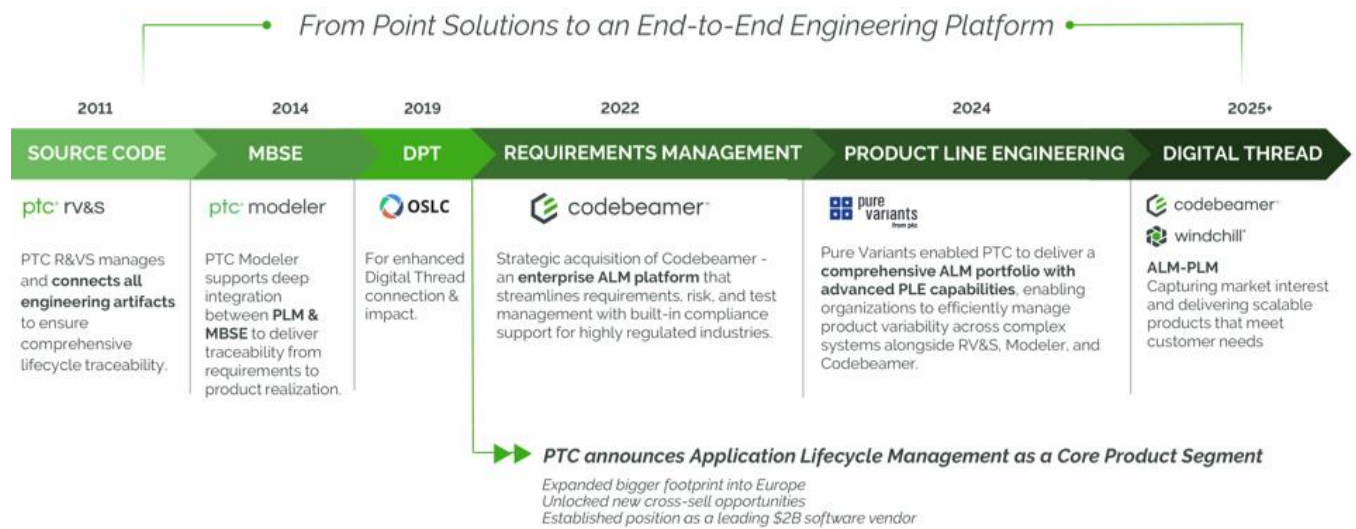 From Point Solutions to an End-to-End Engineering Platform
2011
2014
2019
2022
2024
2025+
SOURCE CODE
MBSE
DPT
REQUIREMENTS MANAGEMENT
PRODUCT LINE ENGINEERING
DIGITAL THREAD
ptc® rv&s
PTC R&VS manages
and connects all
engineering artifacts
to ensure
comprehensive
lifecycle traceability.
ptc® modeler
PTC Modeler
supports deep
integration
between PLM &
MBSE to deliver
traceability from
requirements to
product realization.
OSLC
For enhanced
Digital Thread
connection &
impact.
codebeamer™
Strategic acquisition of Codebeamer -
an enterprise ALM platform that
streamlines requirements, risk, and test
management with built-in compliance
support for highly regulated industries.
pure
variants
from ptc
Pure Variants enabled PTC to deliver a
comprehensive ALM portfolio with
advanced PLE capabilities, enabling
organizations to efficiently manage
product variability across complex
systems alongside RV&S, Modeler, and
Codebeamer.
codebeamer™
windchill®
ALM-PLM
Capturing market interest
and delivering scalable
products that meet
customer needs
PTC announces Application Lifecycle Management as a Core Product Segment
Expanded bigger footprint into Europe
Unlocked new cross-sell opportunities
Established position as a leading $2B software vendor